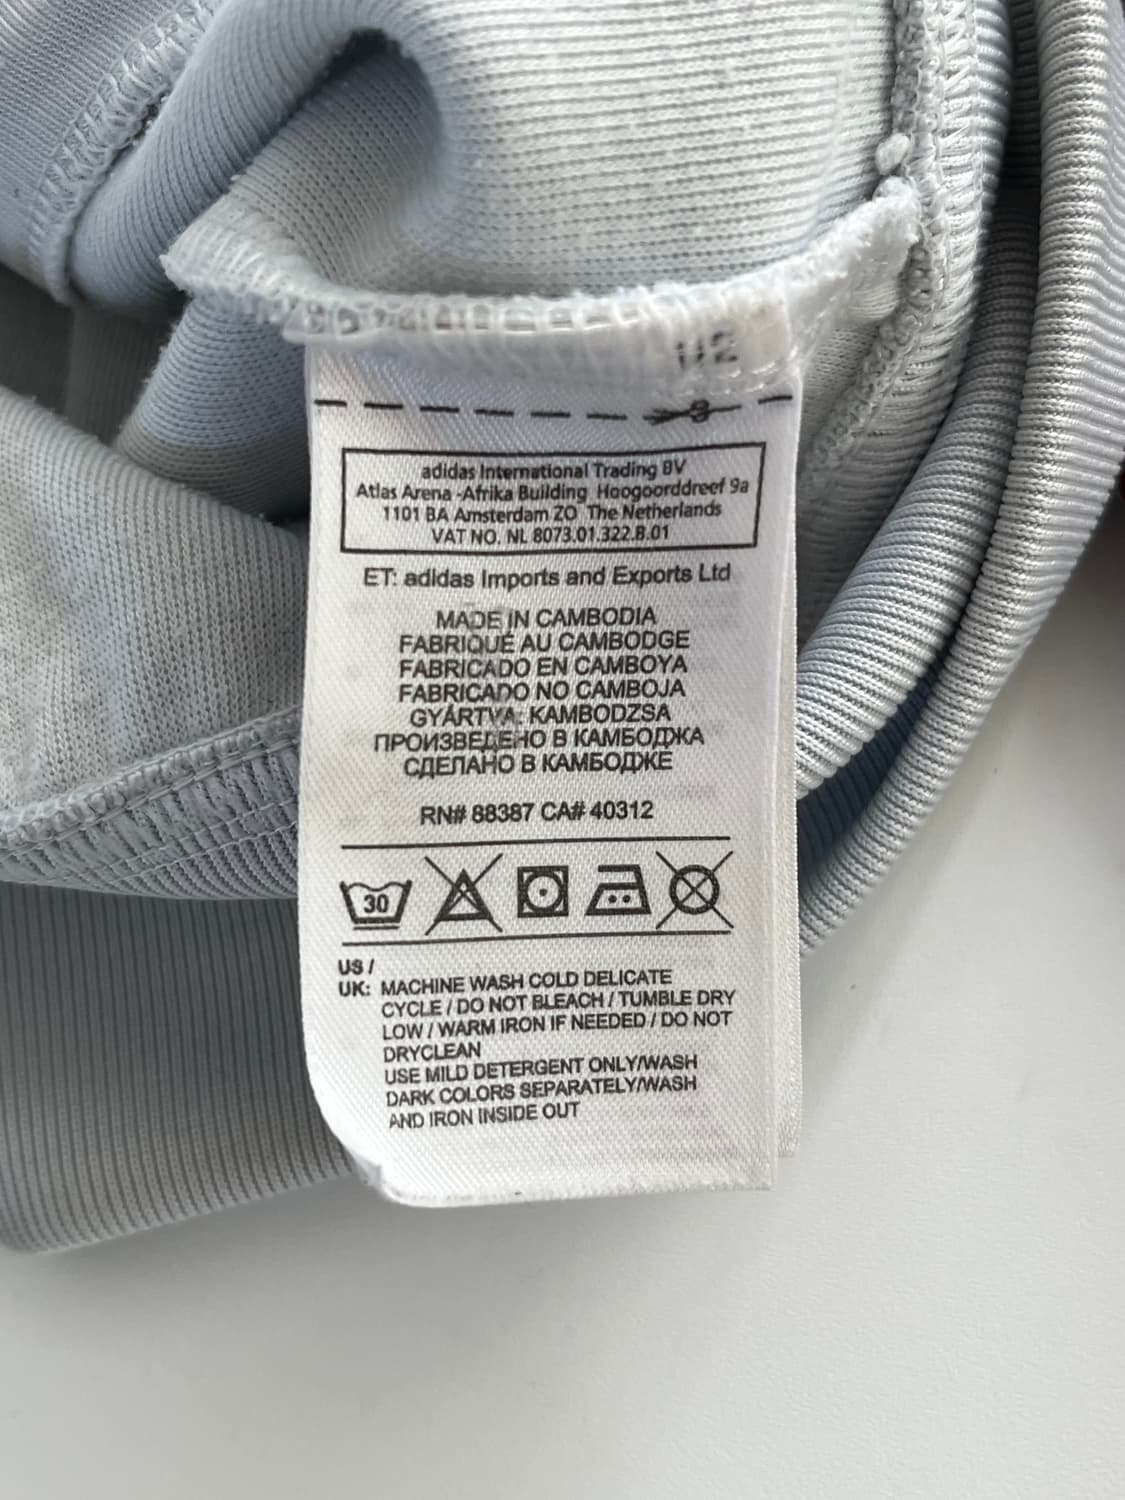 adidas International Trading BV
Atlas Arena -Afrika Building Hoogoorddreef 9a
1101 BA Amsterdam ZO The Netherlands
VAT NO. NL 8073.01.322.B.01
ET: adidas Imports and Exports Ltd
MADE IN CAMBODIA
FABRIQUÉ AU CAMBODGE
FABRICADO EN CAMBOYA
FABRICADO NO CAMBOJA
GYÁRTVA: KAMBODZSA
ПРОИЗВЕДЕНО В КАМБОДЖА
СДЕЛАНО В КАМБОДЖЕ
RN# 88387 CA# 40312
30
US /
UK: MACHINE WASH COLD DELICATE
CYCLE / DO NOT BLEACH / TUMBLE DRY
LOW / WARM IRON IF NEEDED / DO NOT
DRYCLEAN
USE MILD DETERGENT ONLY/WASH
DARK COLORS SEPARATELY/WASH
AND IRON INSIDE OUT